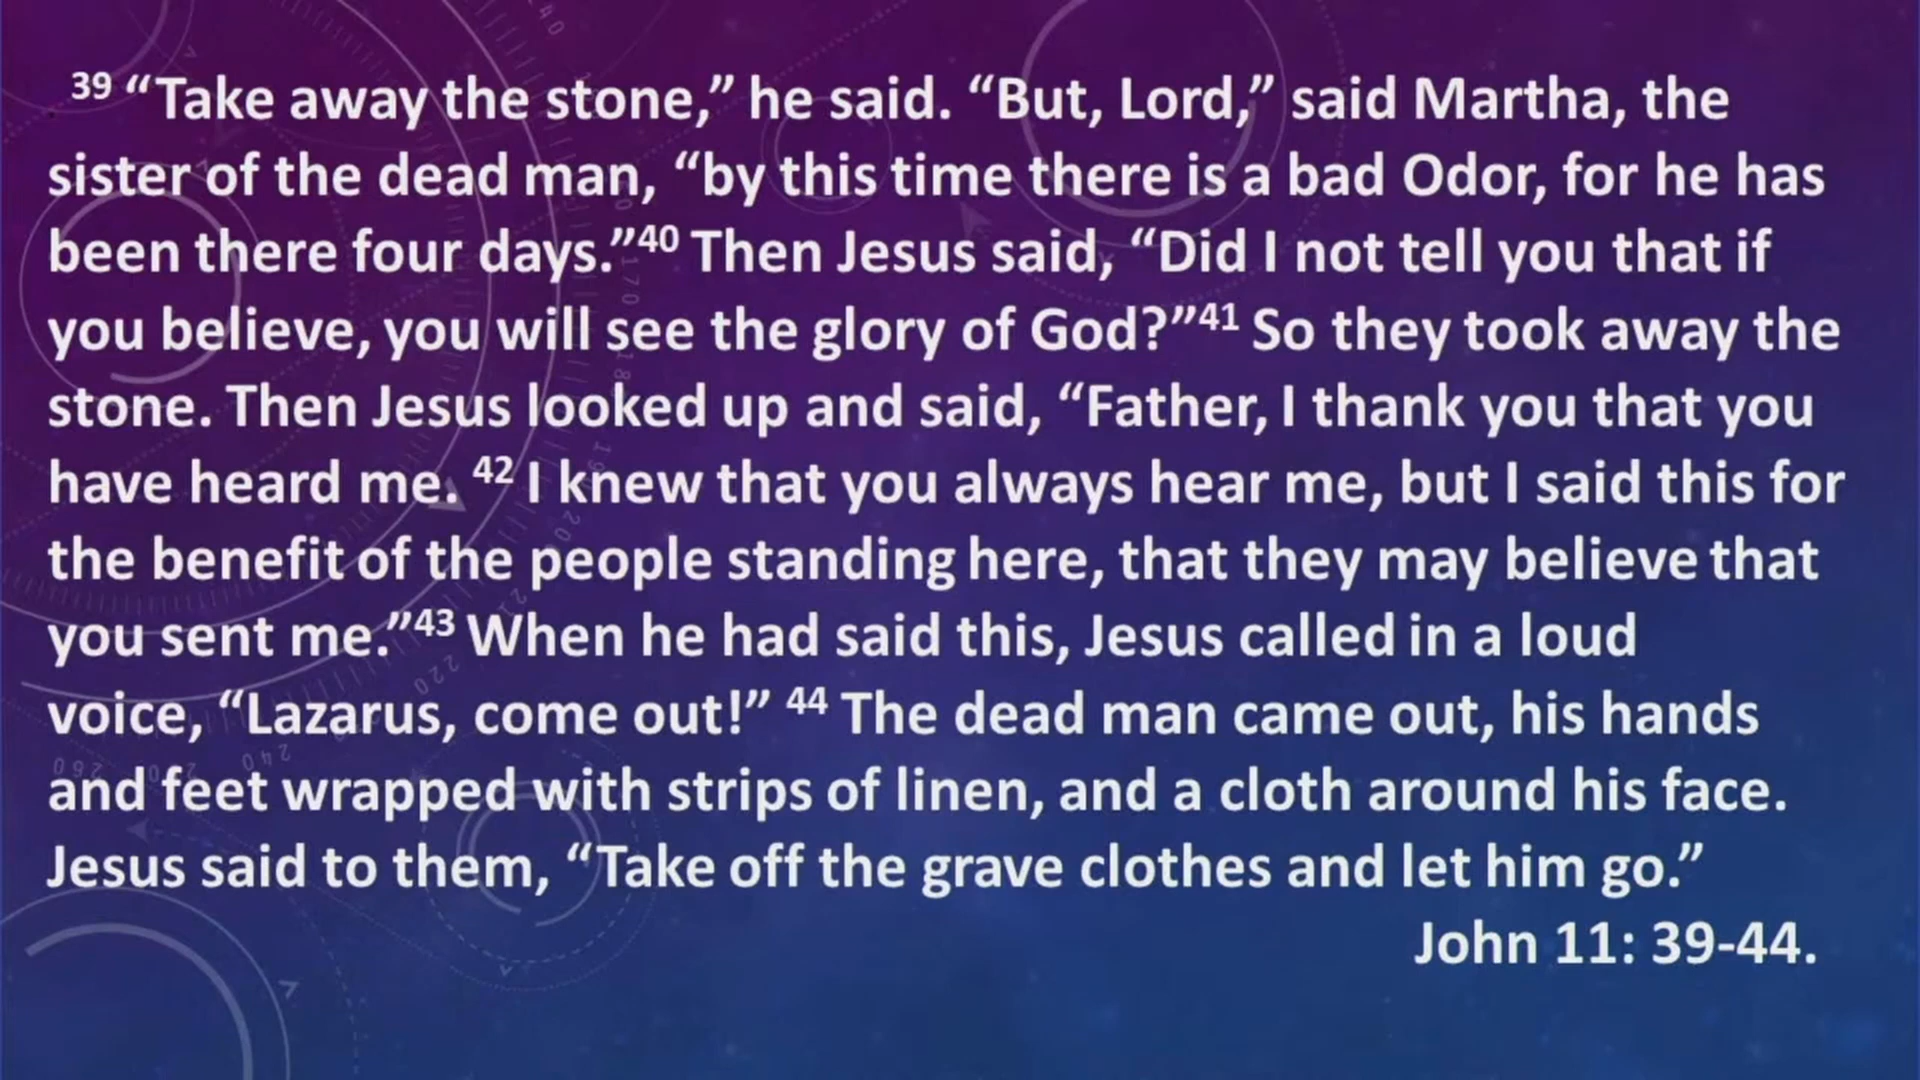 39 “Take away the stone,” he said. “But, Lord,” said Martha, the
sister of the dead man, “by this time there is a bad Odor, for he has
been there four days.”40 Then Jesus said, “Did I not tell you that if
you believe, you will see the glory of God?”41 So they took away the
stone. Then Jesus looked up and said, “Father, I thank you that you
have heard me. 42 I knew that you always hear me, but I said this for
the benefit of the people standing here, that they may believe that
you sent me.”43 When he had said this, Jesus called in a loud
voice, “Lazarus, come out!” 44 The dead man came out, his hands
and feet wrapped with strips of linen, and a cloth around his face.
Jesus said to them, “Take off the grave clothes and let him go.”
John 11: 39-44.